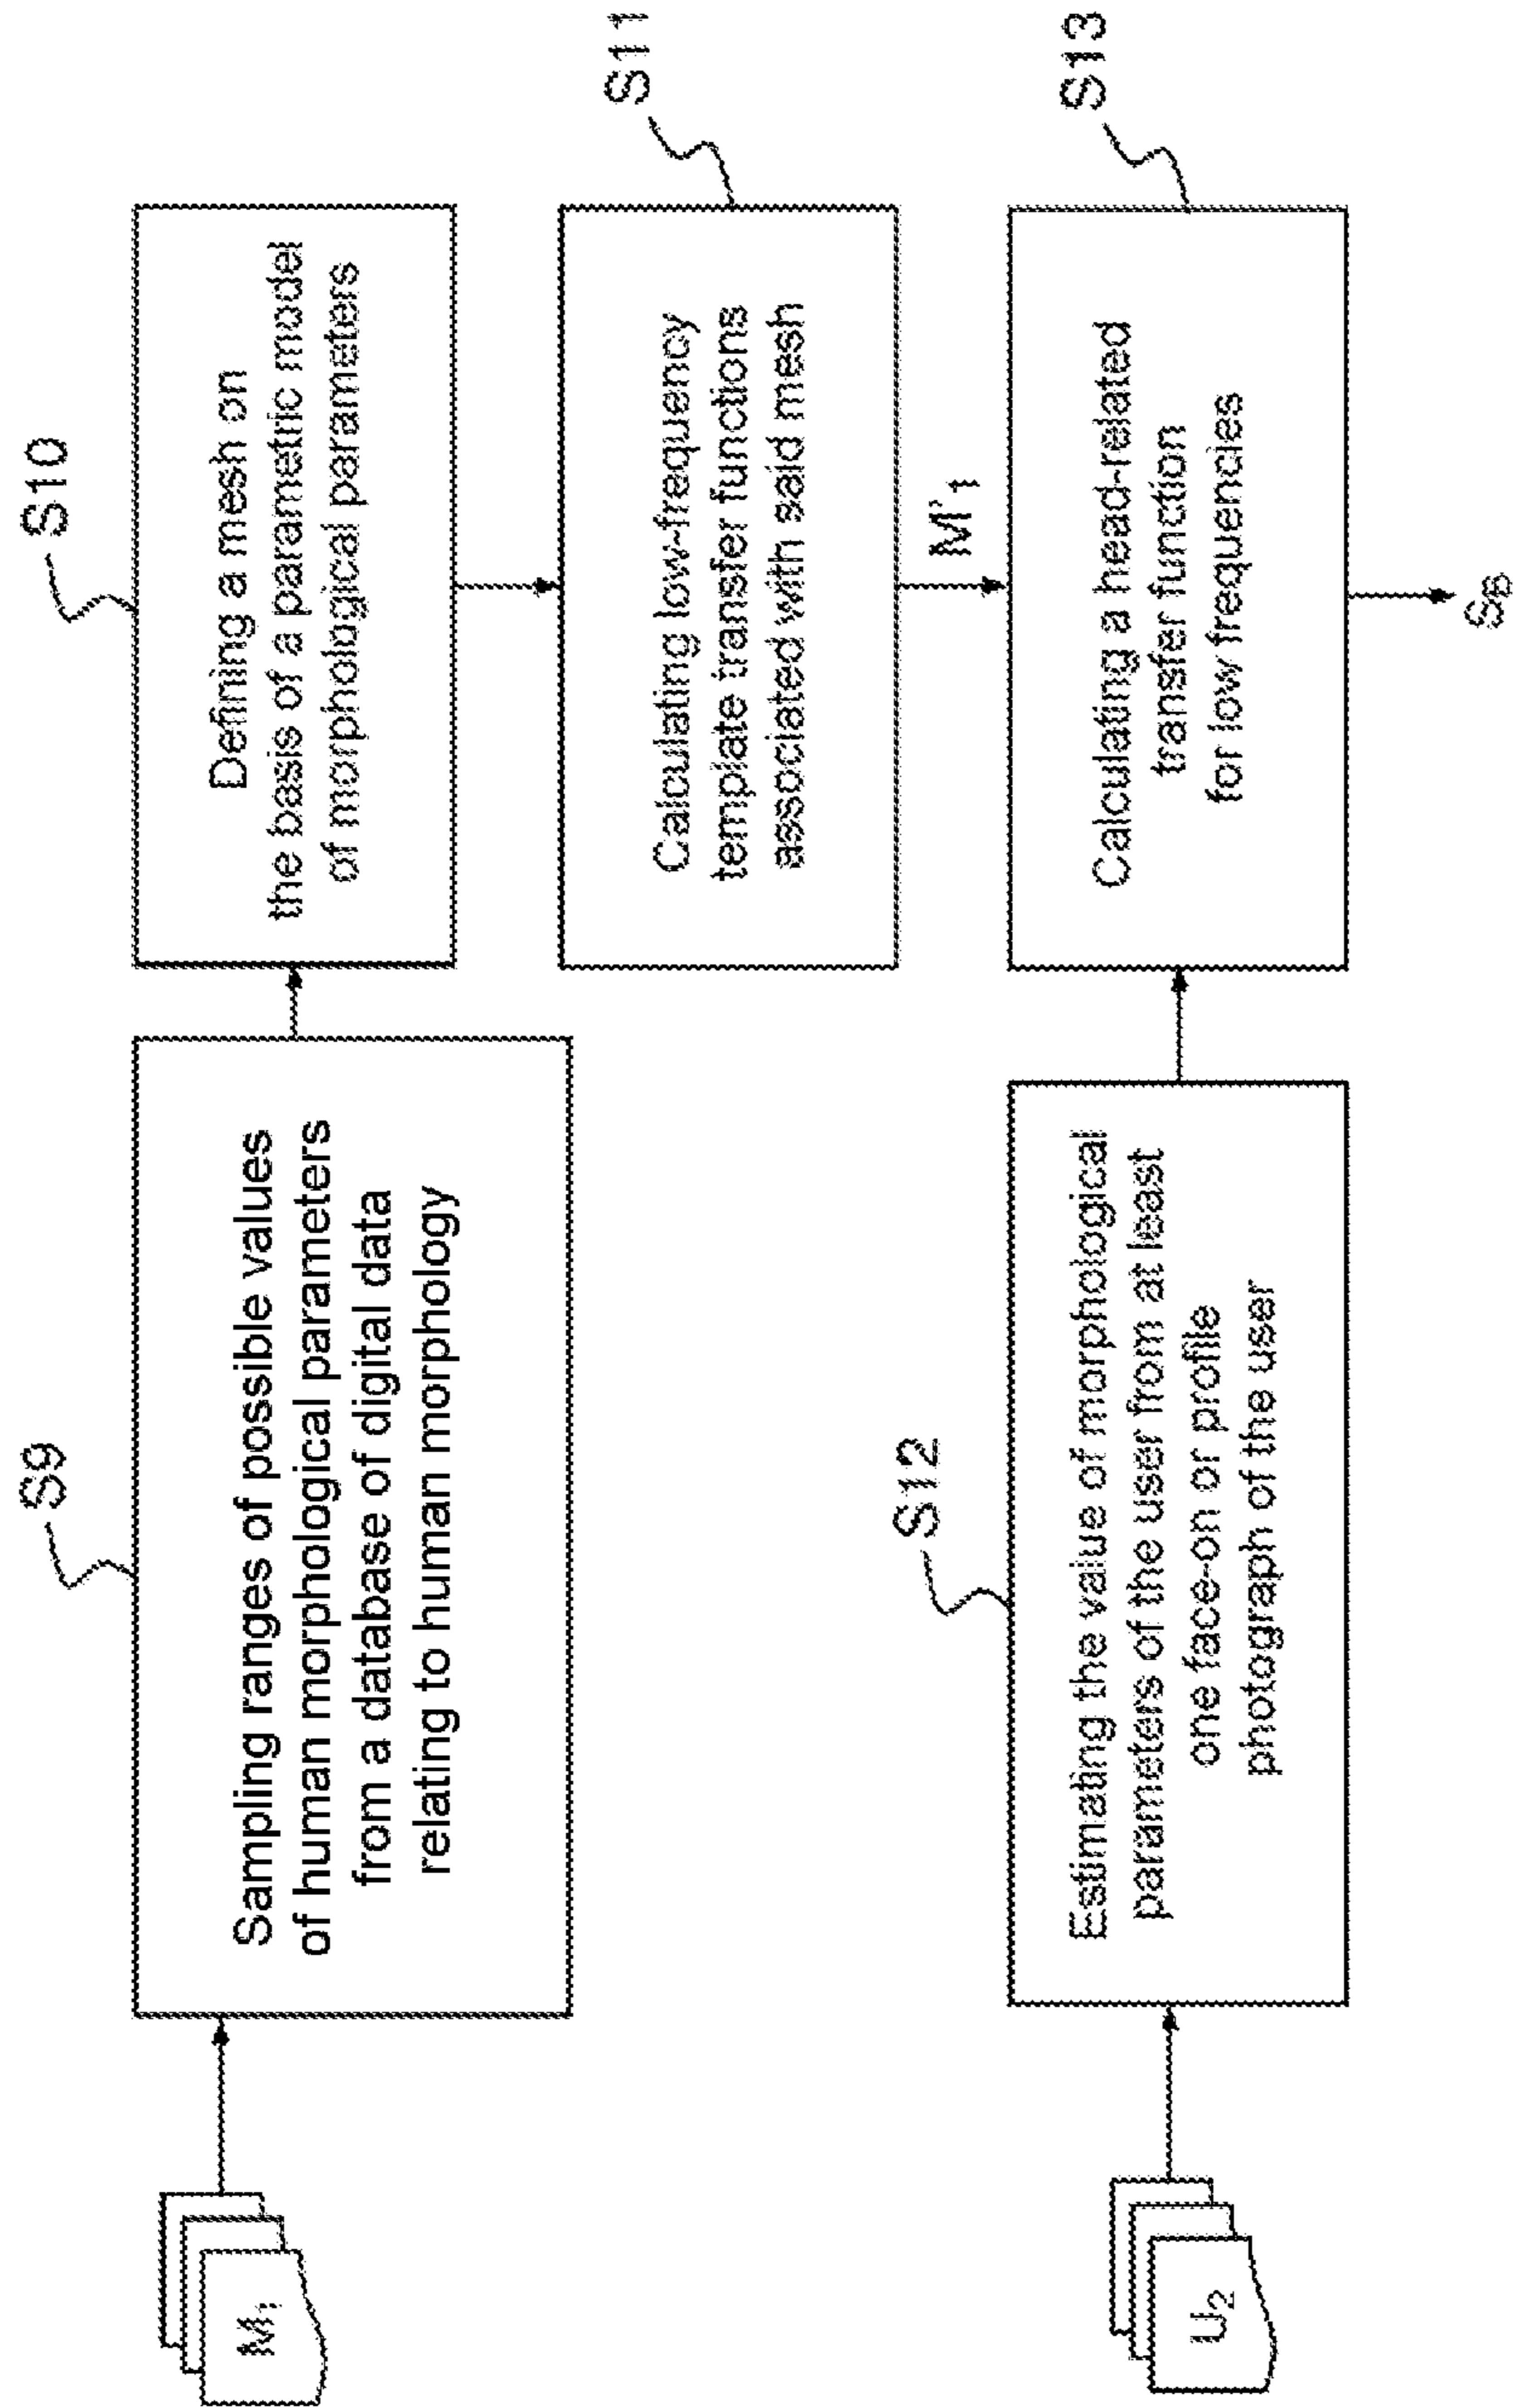 M₁
S9
Sampling ranges of possible values
of human morphological parameters
from a database of digital data
relating to human morphology
S10
Defining a mesh on
the basis of a parametric model
of morphological parameters
S11
Calculating low-frequency
template transfer functions
associated with said mesh
M'₁
U₂
S12
Estimating the value of morphological
parameters of the user from at least
one face-on or profile
photograph of the user
S13
Calculating a head-related
transfer function
for low frequencies